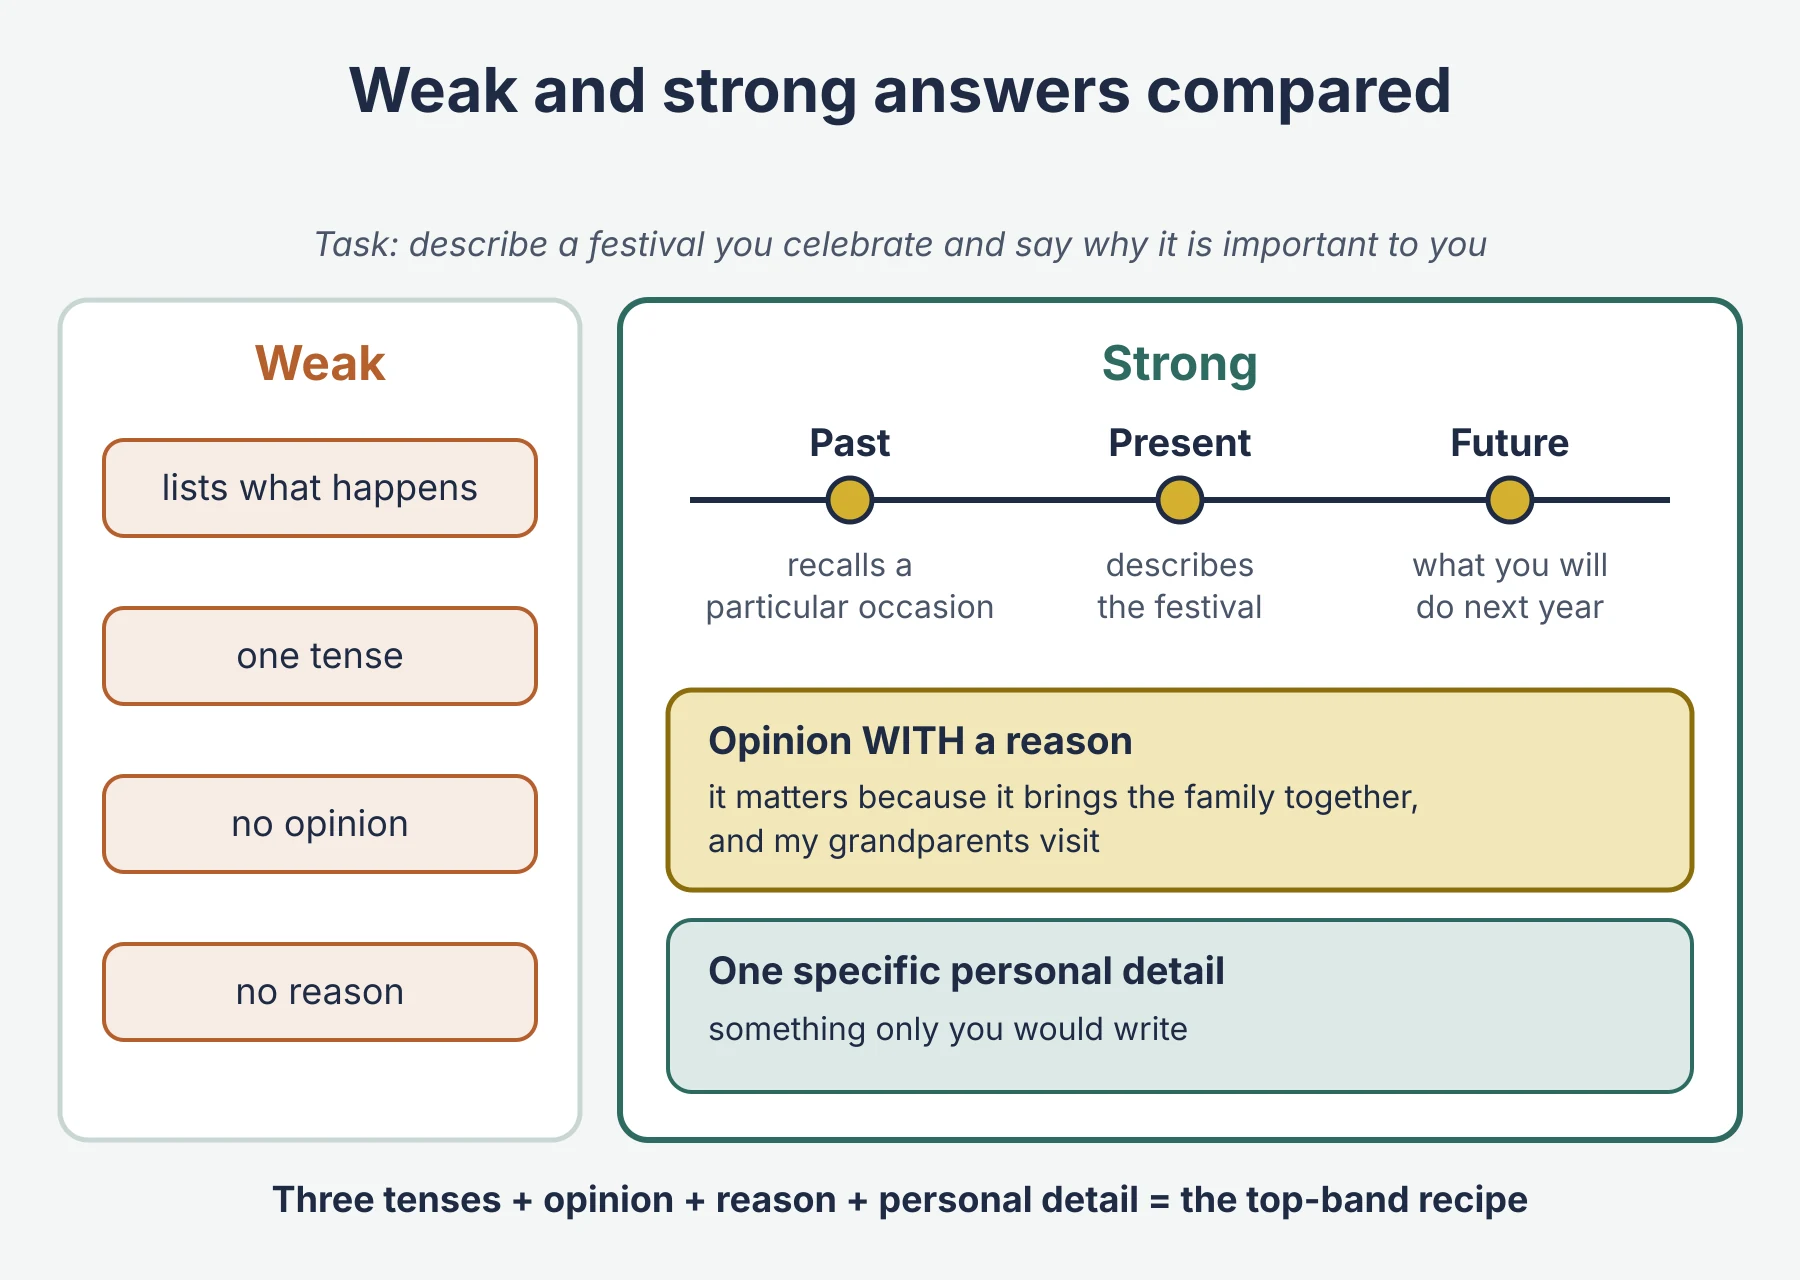 Weak and strong answers compared
Task: describe a festival you celebrate and say why it is important to you
Weak
lists what happens
one tense
no opinion
no reason
Strong
Past
recalls a
particular occasion
Present
describes
the festival
Future
what you will
do next year
Opinion WITH a reason
it matters because it brings the family together,
and my grandparents visit
One specific personal detail
something only you would write
Three tenses + opinion + reason + personal detail = the top-band recipe